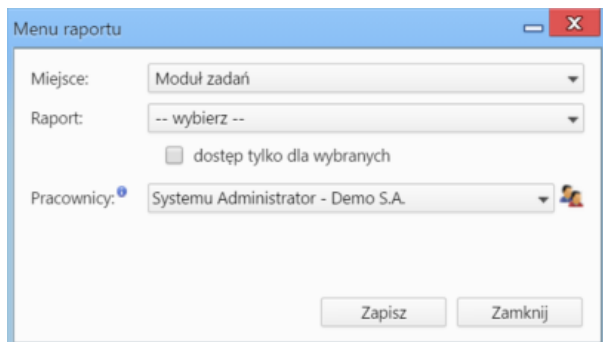 Menu raportu
Miejsce: Moduł zadań
Raport: -- wybierz --
dostęp tylko dla wybranych
Pracownicy: Systemu Administrator - Demo S.A.
Zapisz Zamknij